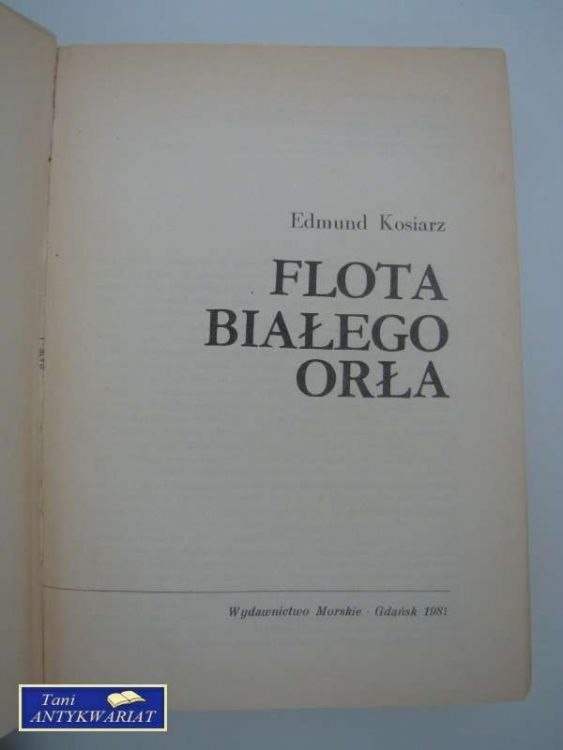 Edmund Kosiarz
FLOTA
BIAŁEGO
ORŁA
Wydawnictwo Morskie · Gdańsk 1981
Tani
ANTYKWARIAT